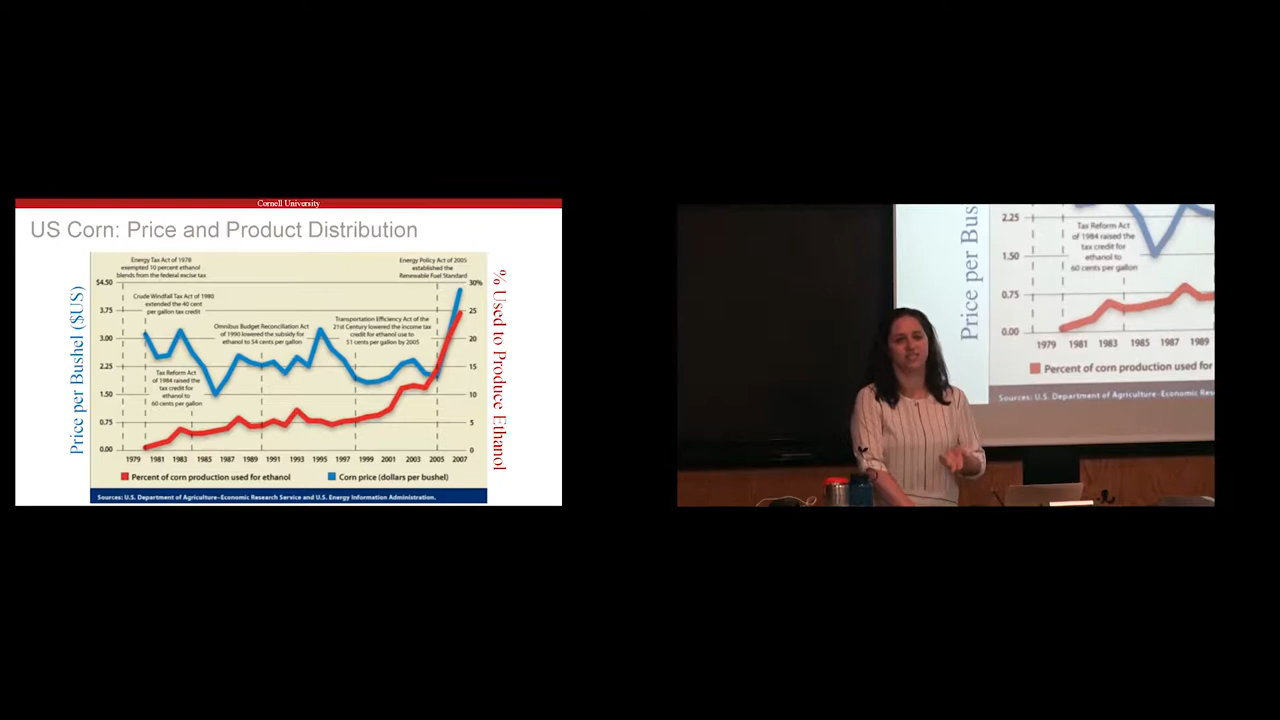 Cornell University
US Corn: Price and Product Distribution
Energy Tax Act of 1978
exempted 10 percent ethanol
blends from the federal excise tax
Energy Policy Act of 2005
established the
Renewable Fuel Standard
Crude Windfall Tax Act of 1980
extended the 40 cent
per gallon tax credit
Omnibus Budget Reconciliation Act
of 1990 lowered the subsidy for
ethanol to 54 cents per gallon
Transportation Efficiency Act of the
21st Century lowered the income tax
credit for ethanol use to
51 cents per gallon by 2005
Tax Reform Act
of 1984 raised the
tax credit for
ethanol to
60 cents per gallon
Price per Bushel ($US)
$4.50
3.75
3.00
2.25
1.50
0.75
0.00
30%
25
20
15
10
5
0
% Used to Produce Ethanol
1979 1981 1983 1985 1987 1989 1991 1993 1995 1997 1999 2001 2003 2005 2007
Percent of corn production used for ethanol
Corn price (dollars per bushel)
Sources: U.S. Department of Agriculture–Economic Research Service and U.S. Energy Information Administration.
Price per Bus
2.25
1.50
0.75
0.00
Tax Reform Act
of 1984 raised the
tax credit for
ethanol to
60 cents per gallon
1979 1981 1983 1985 1987 1989
Percent of corn production used for
Sources: U.S. Department of Agriculture–Economic Res